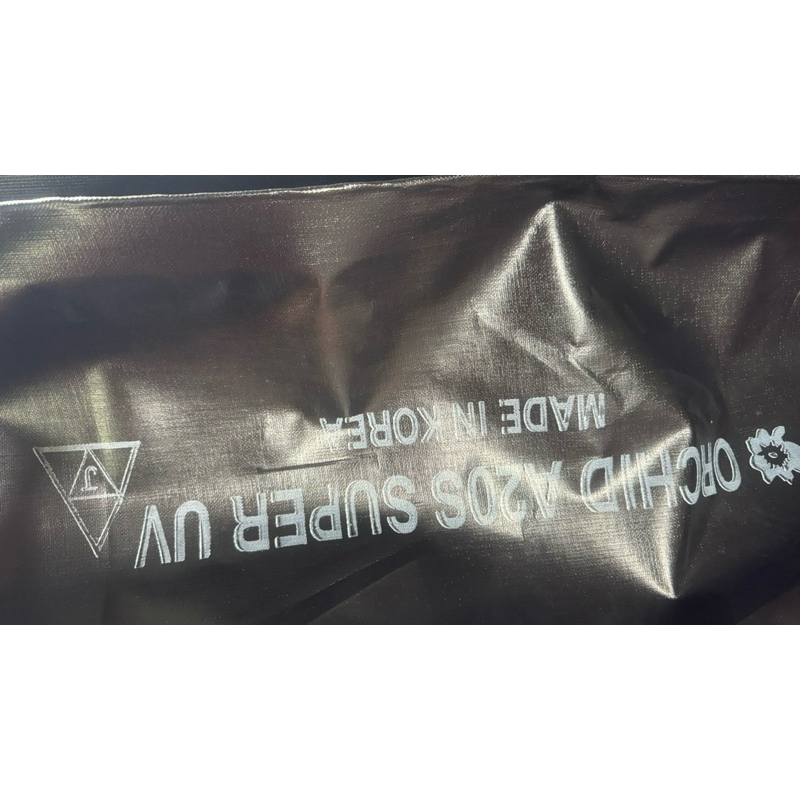 ORCHID A20S SUPER UV
MADE IN KOREA
J